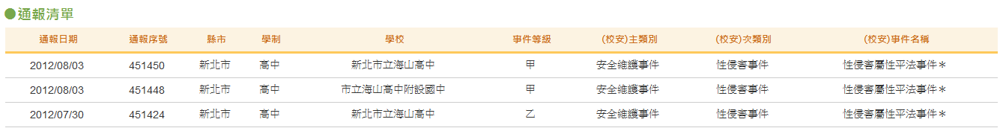 通報清單
通報日期 通報序號 縣市 學制 學校 事件等級 (校安)主類別 (校安)次類別 (校安)事件名稱
2012/08/03 451450 新北市 高中 新北市立海山高中 甲 安全維護事件 性侵害事件 性侵害屬性平法事件＊
2012/08/03 451448 新北市 高中 市立海山高中附設國中 甲 安全維護事件 性侵害事件 性侵害屬性平法事件＊
2012/07/30 451424 新北市 高中 新北市立海山高中 乙 安全維護事件 性侵害事件 性侵害屬性平法事件＊